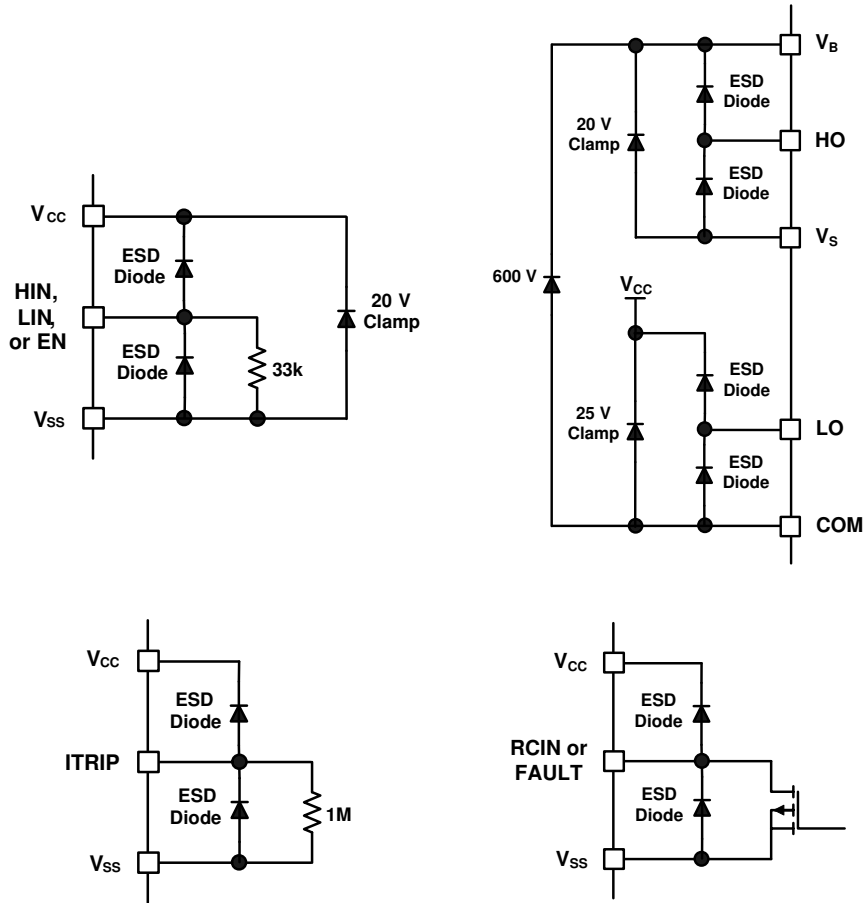 VCC
ESD
Diode
HIN,
LIN,
or EN
ESD
Diode
33k
20 V
Clamp
VSS
VB
ESD
Diode
20 V
Clamp
HO
ESD
Diode
VS
600 V
VCC
ESD
Diode
25 V
Clamp
LO
ESD
Diode
COM
VCC
ESD
Diode
ITRIP
ESD
Diode
1M
VSS
VCC
ESD
Diode
RCIN or
FAULT
ESD
Diode
VSS